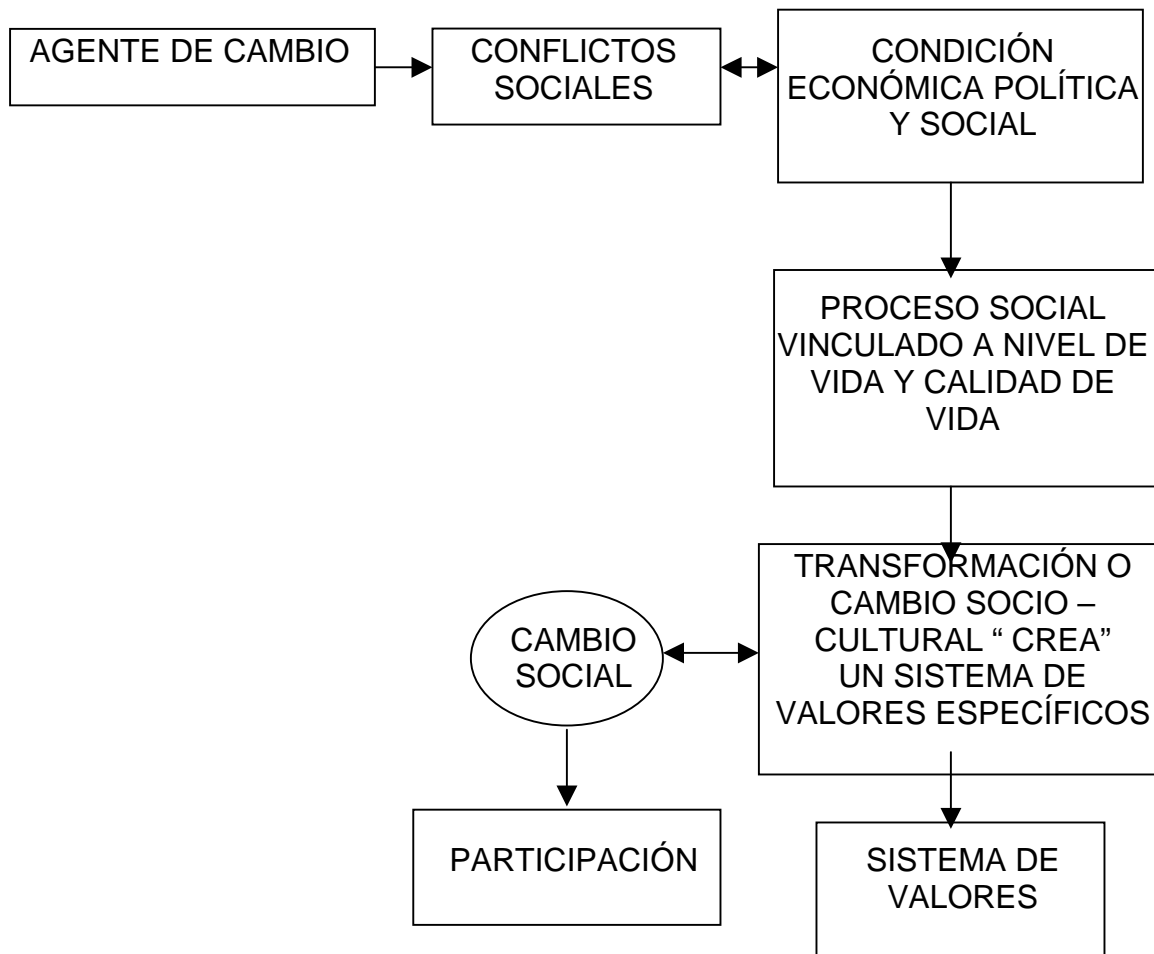 AGENTE DE CAMBIO
CONFLICTOS
SOCIALES
CONDICIÓN
ECONÓMICA POLÍTICA
Y SOCIAL
PROCESO SOCIAL
VINCULADO A NIVEL DE
VIDA Y CALIDAD DE
VIDA
TRANSFORMACIÓN O
CAMBIO SOCIO –
CULTURAL “ CREA”
UN SISTEMA DE
VALORES ESPECÍFICOS
CAMBIO
SOCIAL
PARTICIPACIÓN
SISTEMA DE
VALORES